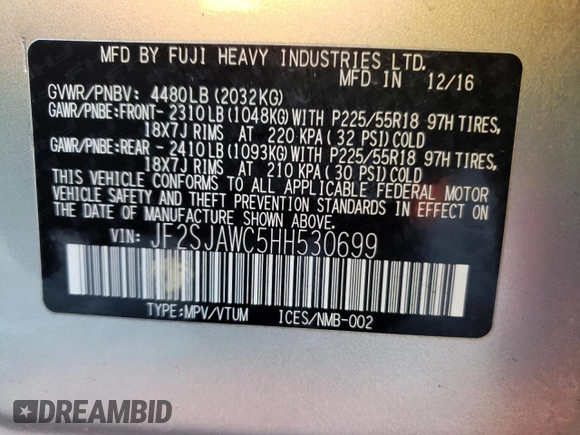 MFD BY FUJI HEAVY INDUSTRIES LTD.
MFD IN 12/16
GVWR/PNBV: 4480LB(2032KG)
GAWR/PNBE:FRONT-2310LB(1048KG)WITH P225/55R18 97H TIRES,
18X7J RIMS AT 220 KPA(32 PSI)COLD
GAWR/PNBE:REAR -2410LB(1093KG)WITH P225/55R18 97H TIRES,
18X7J RIMS AT 210 KPA(30 PSI)COLD
THIS VEHICLE CONFORMS TO ALL APPLICABLE FEDERAL MOTOR
VEHICLE SAFETY AND THEFT PREVENTION STANDARDS IN
EFFECT ON THE DATE OF MANUFACTURE SHOWN ABOVE.
VIN: JF2SJAWC5HH530699
TYPE:MPV/VTUM ICES/NMB-002
DREAMBID